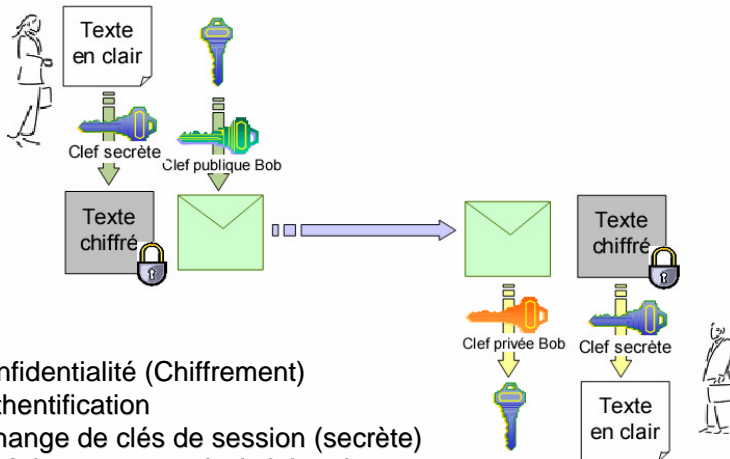 Texte
en clair
Clef secrète
Clef publique Bob
Texte
chiffré
Texte
chiffré
Clef privée Bob
Clef secrète
Texte
en clair
nfidentialité (Chiffrement)
thentification
hange de clés de session (secrète)